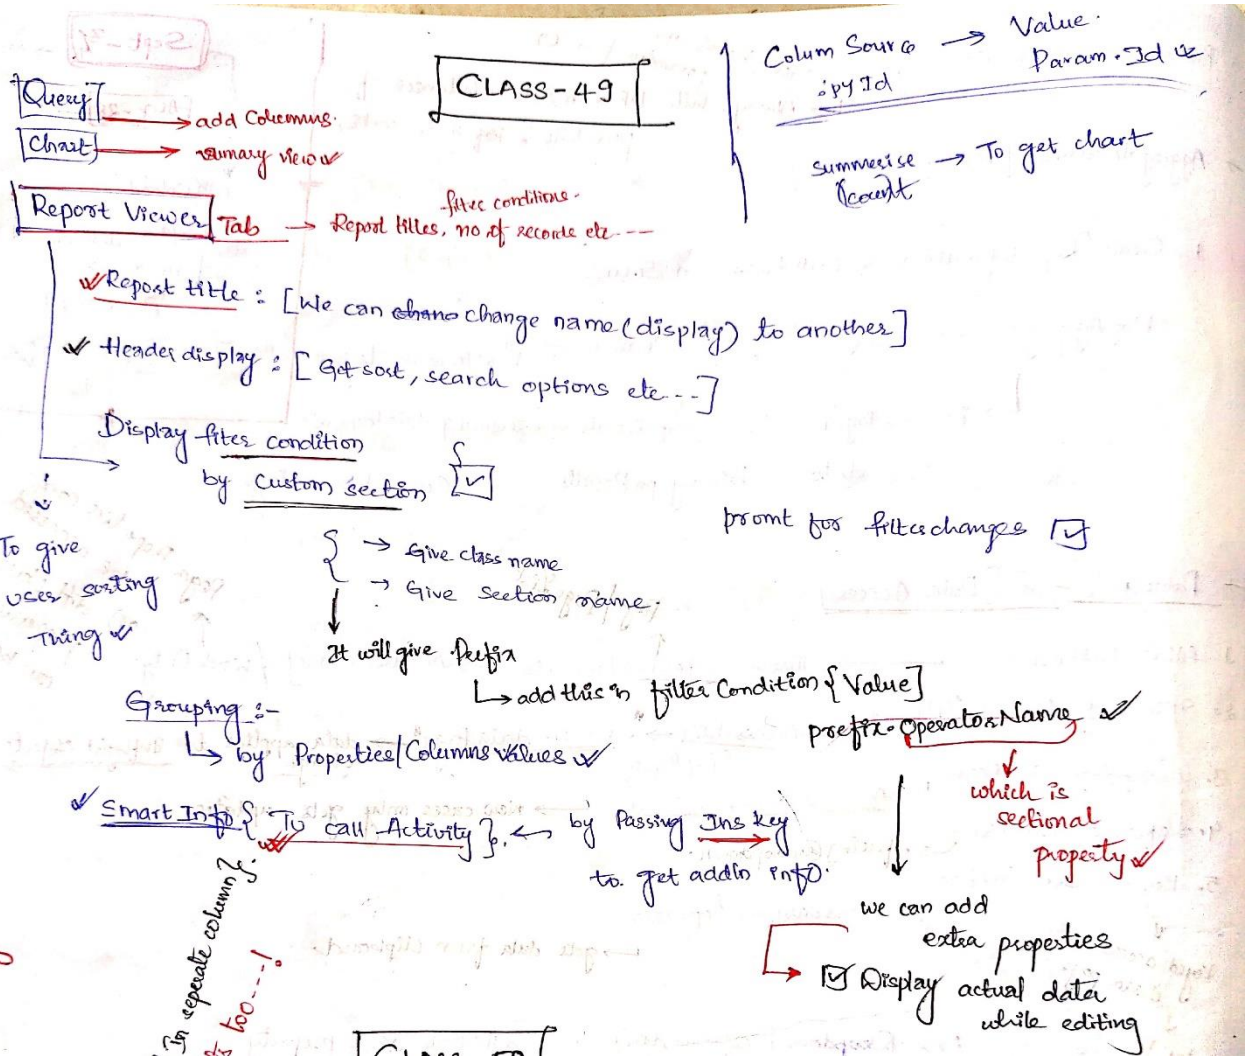 CLASS-49
Query → add Columns.
Chart → summary view
Colum Source → Value.
:pyId Param.Id
summerise → To get chart
(count
Report Viewer Tab → Report titles, no of records etc ---
filter conditions.
Report title : [We can change name(display) to another]
Header display : [Get sort, search options etc---]
Display filter condition
by custom section
promt for filter changes
To give
user sorting
Thing
{ → Give class name
→ Give section name.
It will give Prefix
↳ add this in filter Condition {Value]
prefix.OperatorName
Grouping :-
↳ by Properties/Columns values
which is
sectional
property
Smart Info { To call Activity }. ← by Passing Ins key
to get addn info.
we can add
extra properties
→ Display actual data
while editing
In seperate column}.
too---!